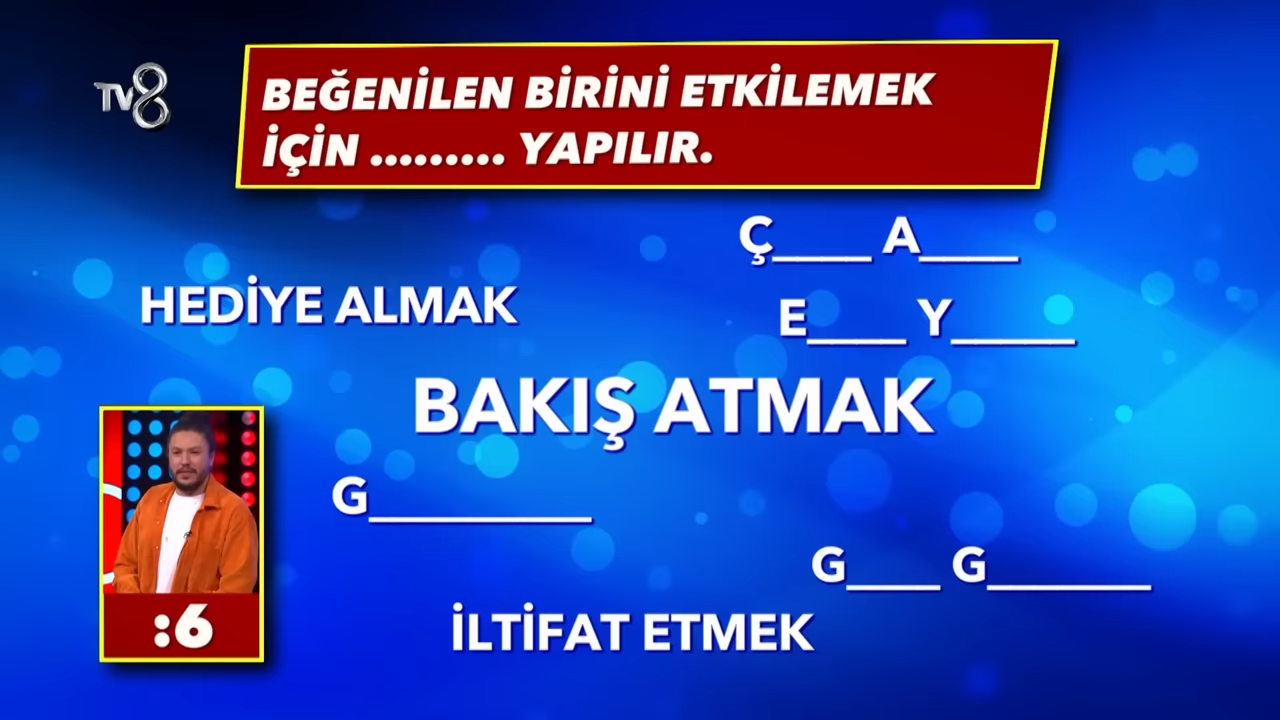 TV8
BEĞENİLEN BİRİNİ ETKİLEMEK
İÇİN ......... YAPILIR.
Ç____ A____
HEDİYE ALMAK
E____ Y_____
BAKIŞ ATMAK
G_________
G____ G_______
İLTİFAT ETMEK
:6